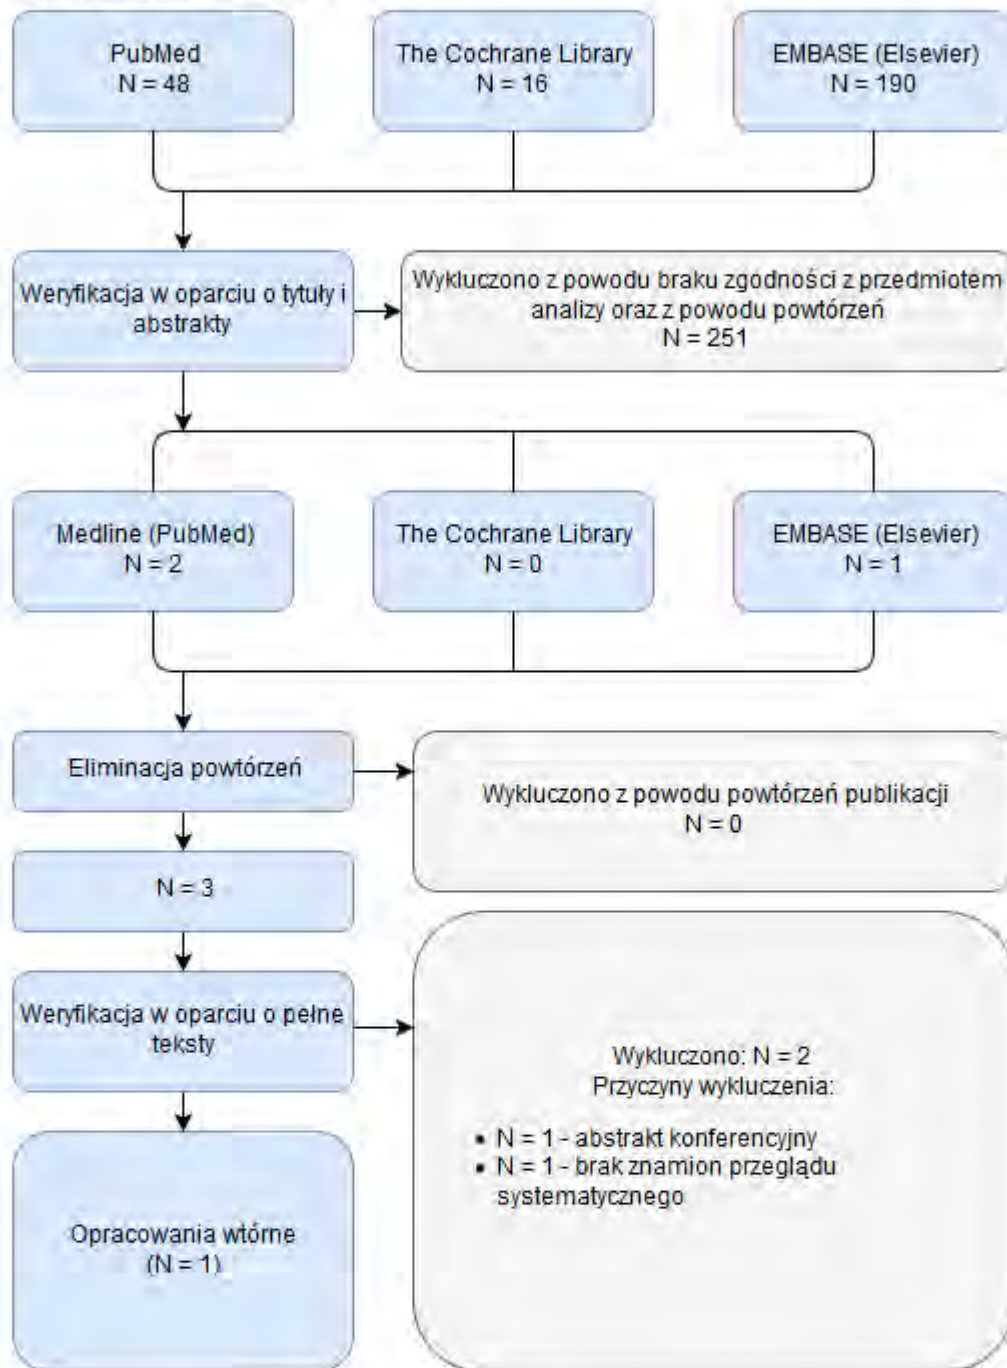 PubMed
N = 48
The Cochrane Library
N = 16
EMBASE (Elsevier)
N = 190
Weryfikacja w oparciu o tytuły i
abstrakty
Wykluczono z powodu braku zgodności z przedmiotem
analizy oraz z powodu powtórzeń
N = 251
Medline (PubMed)
N = 2
The Cochrane Library
N = 0
EMBASE (Elsevier)
N = 1
Eliminacja powtórzeń
Wykluczono z powodu powtórzeń publikacji
N = 0
N = 3
Weryfikacja w oparciu o pełne
teksty
Wykluczono: N = 2
Przyczyny wykluczenia:
• N = 1 - abstrakt konferencyjny
• N = 1 - brak znamion przeglądu
systematycznego
Opracowania wtórne
(N = 1)